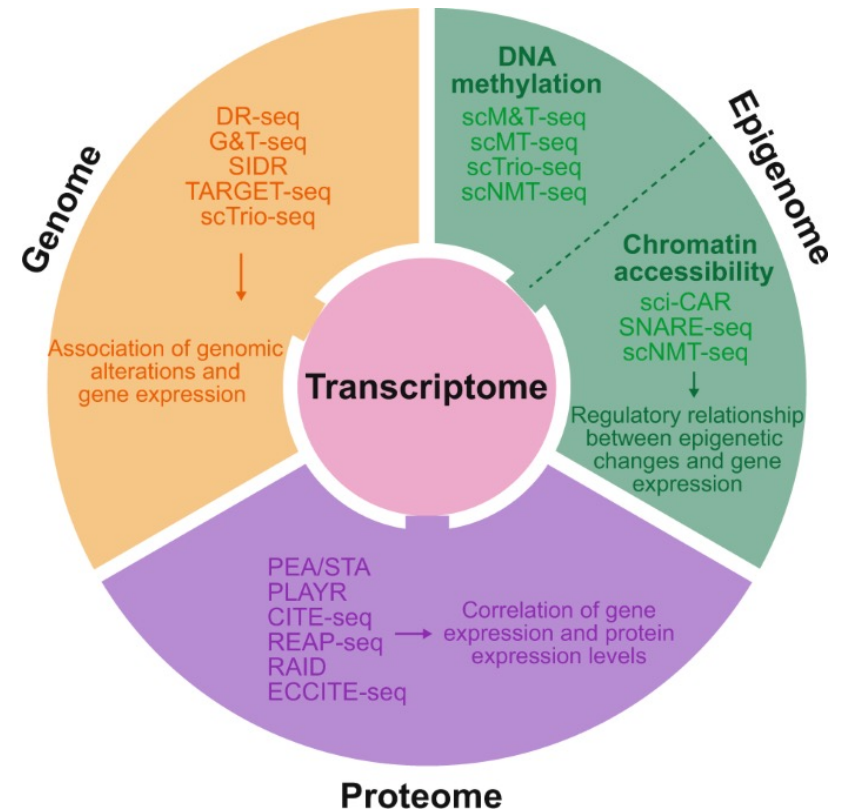 Genome
DR-seq
G&T-seq
SIDR
TARGET-seq
scTrio-seq
Association of genomic
alterations and
gene expression
Epigenome
DNA
methylation
scM&T-seq
scMT-seq
scTrio-seq
scNMT-seq
Chromatin
accessibility
sci-CAR
SNARE-seq
scNMT-seq
Regulatory relationship
between epigenetic
changes and gene
expression
Transcriptome
PEA/STA
PLAYR
CITE-seq
REAP-seq
RAID
ECCITE-seq
Correlation of gene
expression and protein
expression levels
Proteome